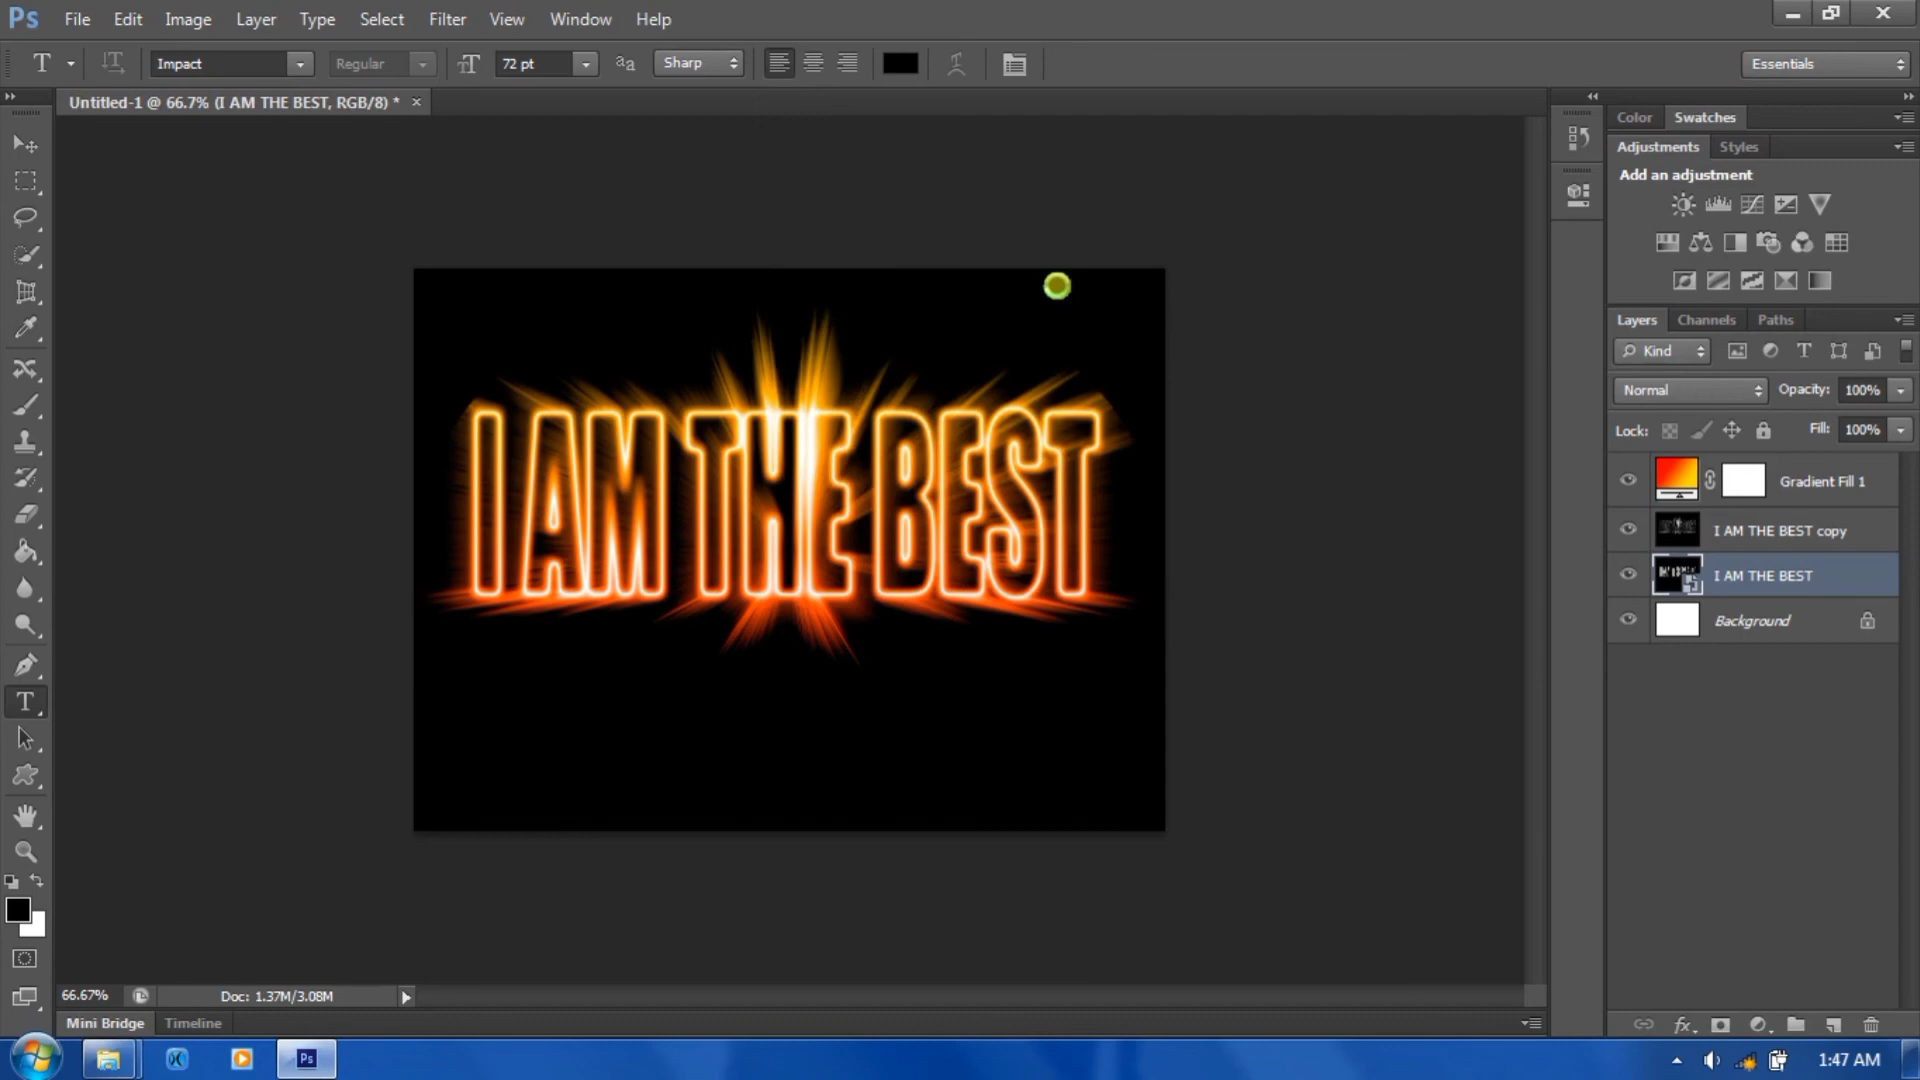 Ps File Edit Image Layer Type Select Filter View Window Help
T Impact Regular 72 pt Sharp Essentials
Untitled-1 @ 66.7% (I AM THE BEST, RGB/8) *
Color Swatches
Adjustments Styles
Add an adjustment
Layers Channels Paths
Kind
Normal Opacity: 100%
Lock: Fill: 100%
Gradient Fill 1
I AM THE BEST copy
I AM THE BEST
Background
I AM THE BEST
66.67% Doc: 1.37M/3.08M
Mini Bridge Timeline
fx
Ps 1:47 AM